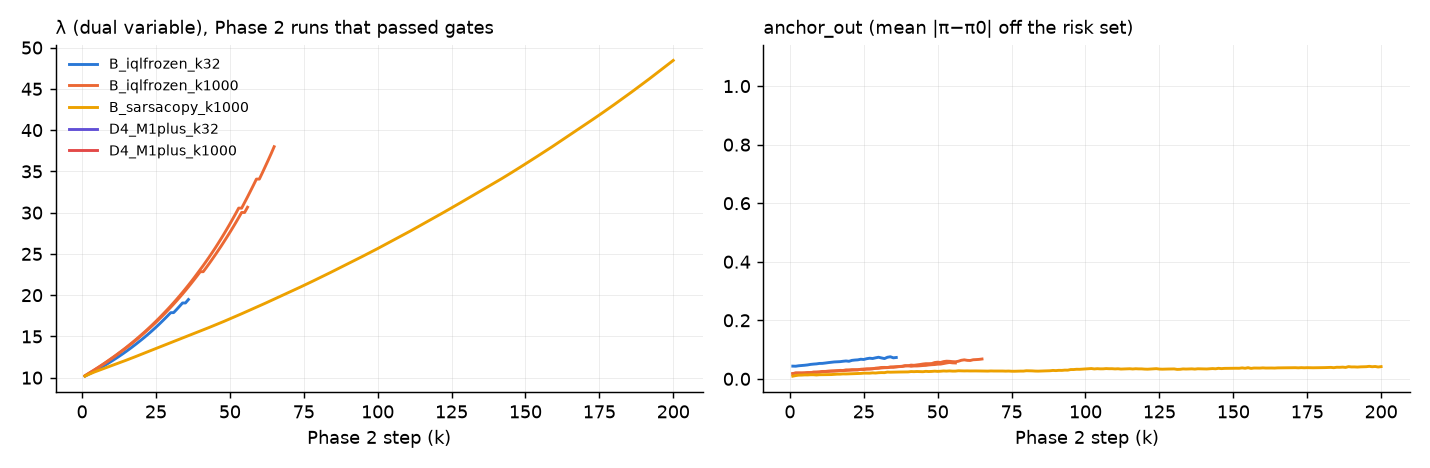 λ (dual variable), Phase 2 runs that passed gates
50
45
40
35
30
25
20
15
10
B_iqlfrozen_k32
B_iqlfrozen_k1000
B_sarsacopy_k1000
D4_M1plus_k32
D4_M1plus_k1000
0 25 50 75 100 125 150 175 200
Phase 2 step (k)
anchor_out (mean |π−π0| off the risk set)
1.0
0.8
0.6
0.4
0.2
0.0
0 25 50 75 100 125 150 175 200
Phase 2 step (k)